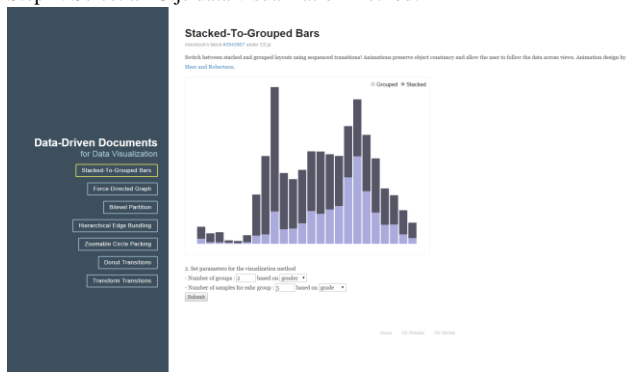 Data-Driven Documents
for Data Visualization
Stacked-To-Grouped Bars
Force-Directed Graph
Bilevel Partition
Hierarchical Edge Bundling
Zoomable Circle Packing
Donut Transitions
Transform Transitions
Stacked-To-Grouped Bars
Switch between stacked and grouped layouts using sequenced transitions! Animations preserve object constancy and allow the user to follow the data across views. Animation design by
Heer and Robertson.
Grouped Stacked
2. Set parameters for the visualization method
- Number of groups : 2 based on gender
- Number of samples for eahc group : 5 based on grade
Submit
Home